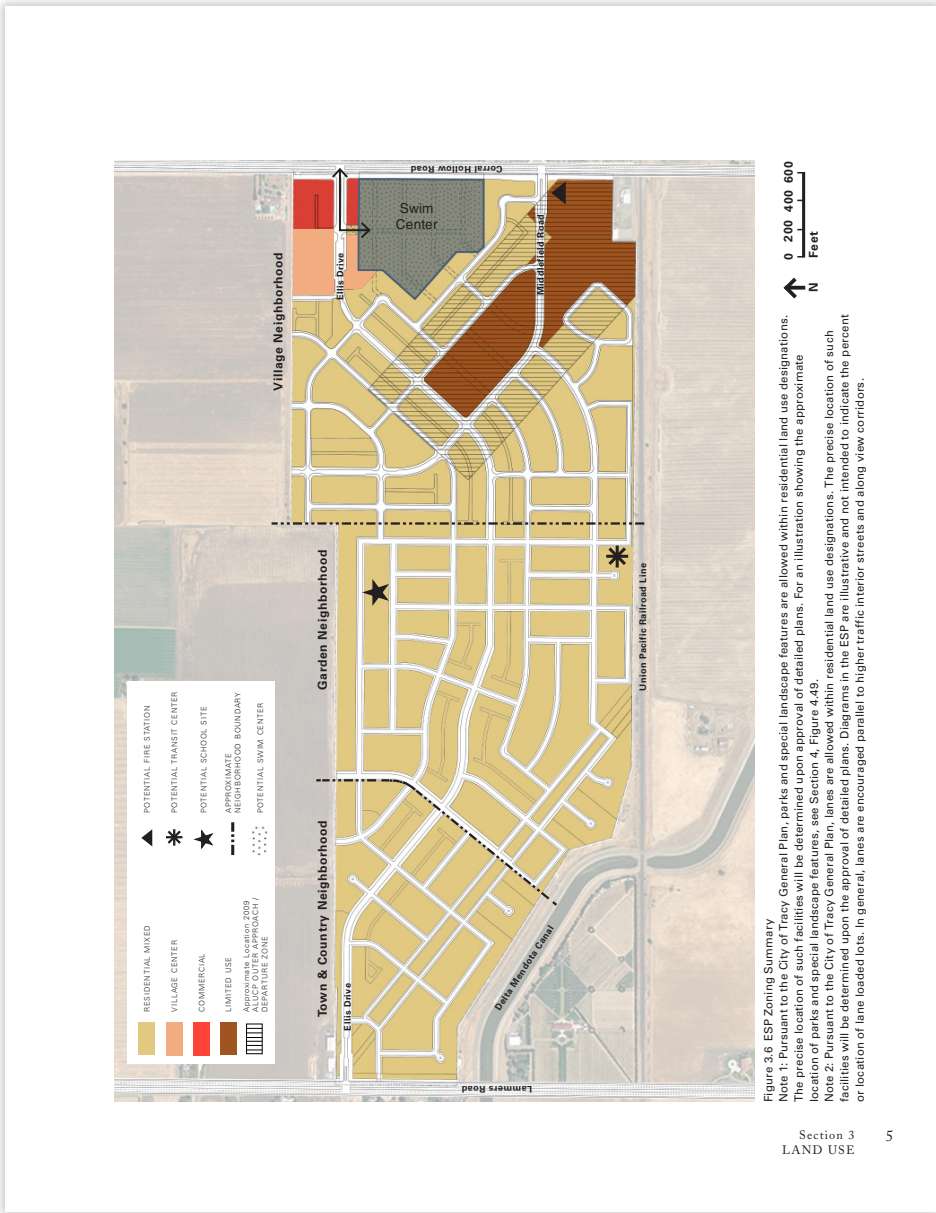 Corral Hollow Road
Swim
Center
Ellis Drive
Middlefield Road
Village Neighborhood
Garden Neighborhood
Union Pacific Railroad Line
Town & Country Neighborhood
Ellis Drive
Delta Mendota Canal
Lammers Road
RESIDENTIAL MIXED
VILLAGE CENTER
COMMERCIAL
LIMITED USE
Approximate Location 2009
ALUCP OUTER APPROACH /
DEPARTURE ZONE
POTENTIAL FIRE STATION
POTENTIAL TRANSIT CENTER
POTENTIAL SCHOOL SITE
APPROXIMATE
NEIGHBORHOOD BOUNDARY
POTENTIAL SWIM CENTER
0 200 400 600
Feet
N
Figure 3.6 ESP Zoning Summary
Note 1: Pursuant to the City of Tracy General Plan, parks and special landscape features are allowed within residential land use designations.
The precise location of such facilities will be determined upon approval of detailed plans. For an illustration showing the approximate
location of parks and special landscape features, see Section 4, Figure 4.49.
Note 2: Pursuant to the City of Tracy General Plan, lanes are allowed within residential land use designations. The precise location of such
facilities will be determined upon the approval of detailed plans. Diagrams in the ESP are illustrative and not intended to indicate the percent
or location of lane loaded lots. In general, lanes are encouraged parallel to higher traffic interior streets and along view corridors.
Section 3
LAND USE
5